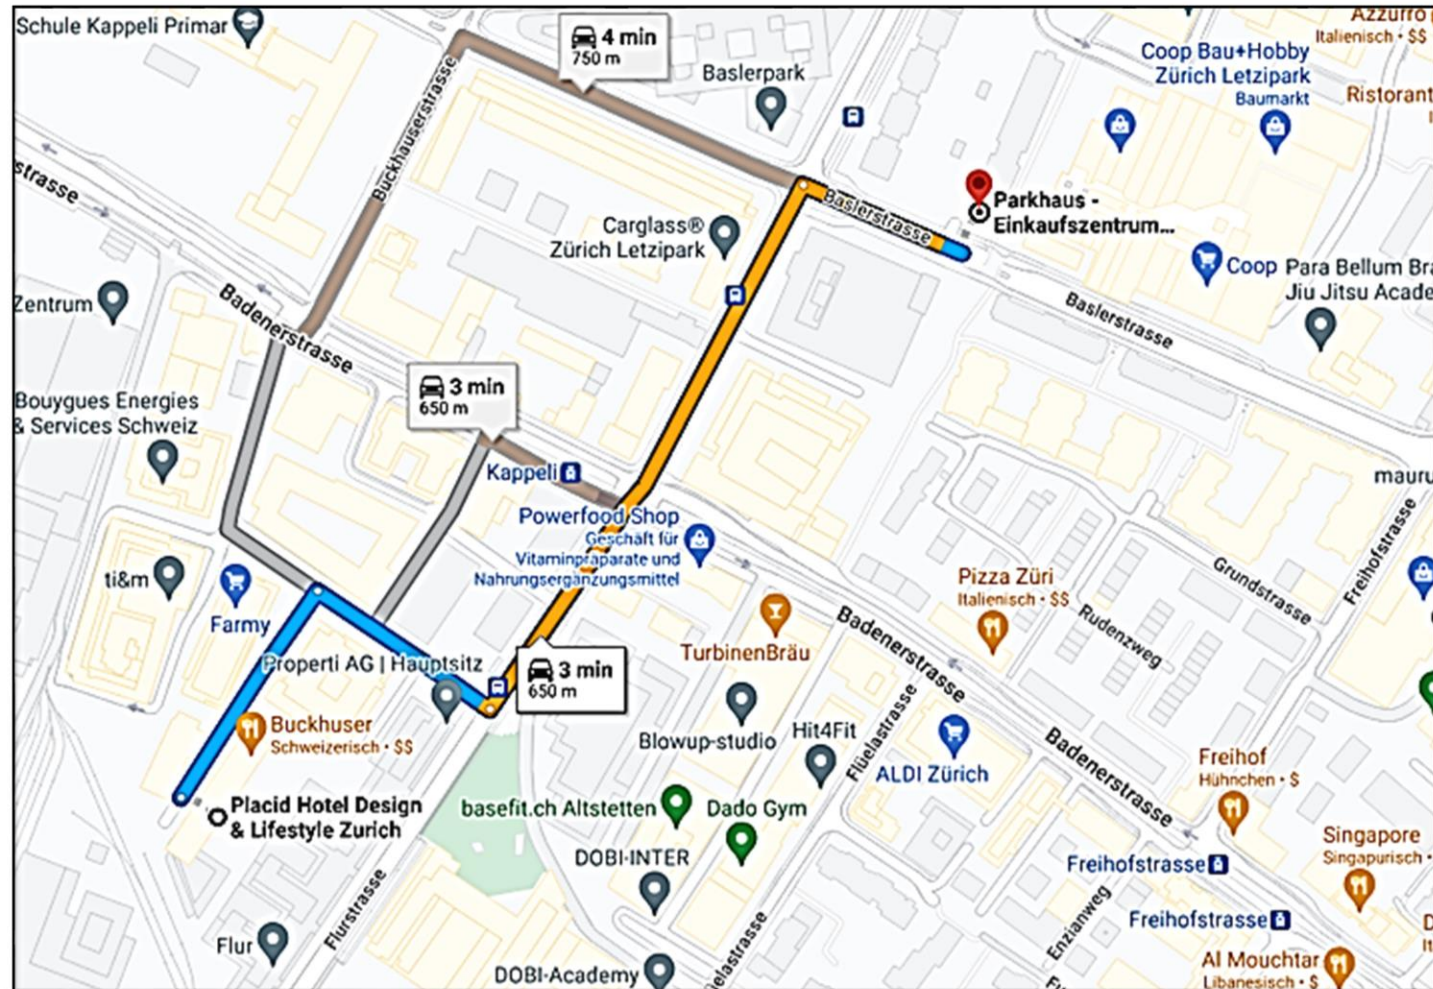 Schule Kappeli Primar
4 min
750 m
Baslerpark
Coop Bau+Hobby
Zürich Letzipark
Baumarkt
Azzurro
Italienisch • $$
Buckhauserstrasse
strasse
Carglass®
Zürich Letzipark
Baslerstrasse
Parkhaus -
Einkaufszentrum...
Coop
Para Bellum
Jiu Jitsu
Zentrum
Badenerstrasse
Baslerstrasse
3 min
650 m
Bouygues Energies
& Services Schweiz
Kappeli
Powerfood Shop
Geschäft für
Vitaminpräparate und
Nahrungsergänzungsmittel
ti&m
Farmy
Pizza Züri
Italienisch • $$
Grundstrasse
Freihofstrasse
Rudenzweg
TurbinenBräu
Badenerstrasse
Properti AG | Hauptsitz
3 min
650 m
Buckhuser
Schweizerisch • $$
Blowup-studio
Hit4Fit
Flüelastrasse
ALDI Zürich
Badenerstrasse
Freihof
Hühnchen • $
Placid Hotel Design
& Lifestyle Zurich
basefit.ch Altstetten
Dado Gym
DOBI-INTER
Singapore
Singapurisch •
Freihofstrasse
Freihofstrasse
Flurstrasse
Flur
DOBI-Academy
elastrasse
Enzianweg
Al Mouchtar
Libanesisch • $